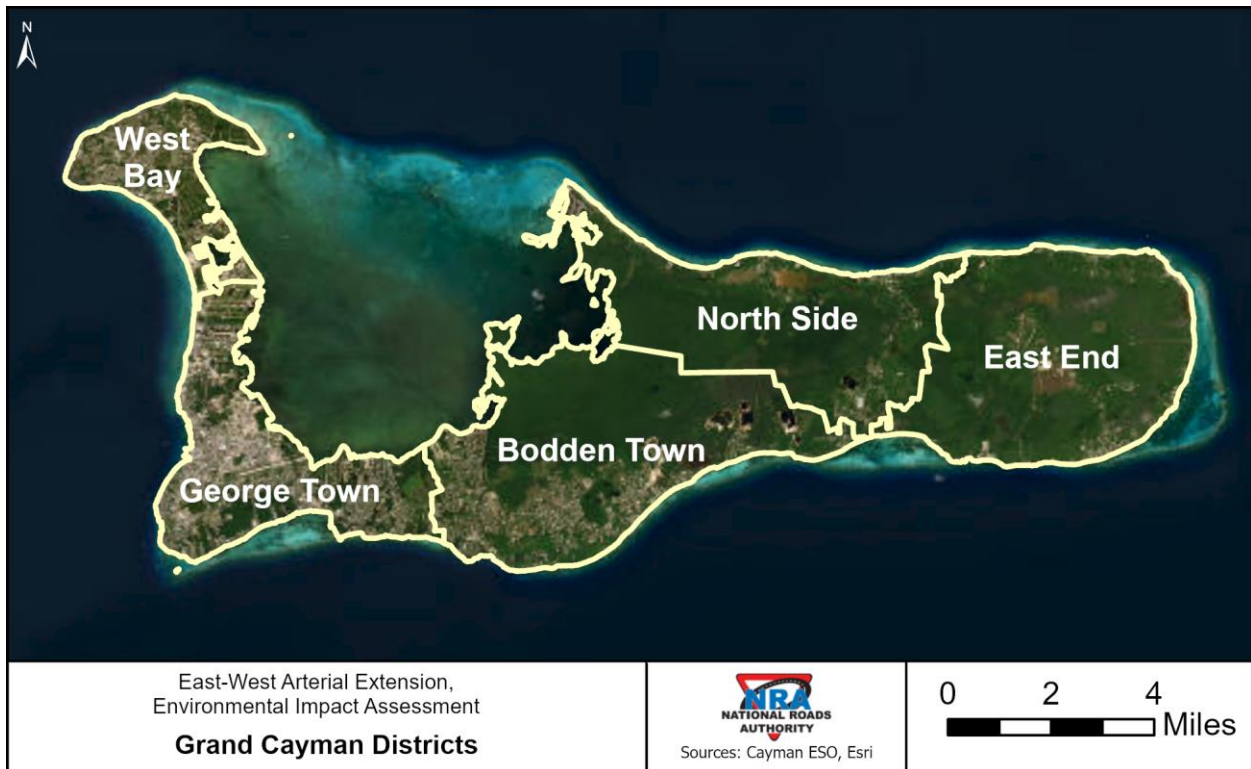 N
West
Bay
North Side
East End
Bodden Town
George Town
East-West Arterial Extension,
Environmental Impact Assessment
Grand Cayman Districts
NRA
NATIONAL ROADS
AUTHORITY
Sources: Cayman ESO, Esri
0 2 4
Miles